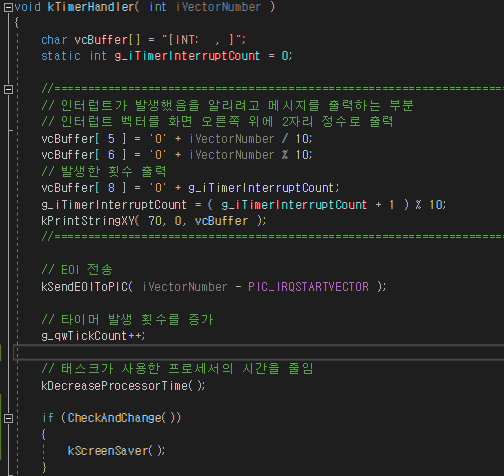 void kTimerHandler( int iVectorNumber )
{
    char vcBuffer[] = "[INT:  , ]";
    static int g_iTimerInterruptCount = 0;

    //=========================================================
    // 인터럽트가 발생했음을 알리려고 메시지를 출력하는 부분
    // 인터럽트 벡터를 화면 오른쪽 위에 2자리 정수로 출력
    vcBuffer[ 5 ] = '0' + iVectorNumber / 10;
    vcBuffer[ 6 ] = '0' + iVectorNumber % 10;
    // 발생한 횟수 출력
    vcBuffer[ 8 ] = '0' + g_iTimerInterruptCount;
    g_iTimerInterruptCount = ( g_iTimerInterruptCount + 1 ) % 10;
    kPrintStringXY( 70, 0, vcBuffer );
    //=========================================================

    // EOI 전송
    kSendEOIToPIC( iVectorNumber - PIC_IRQSTARTVECTOR );

    // 타이머 발생 횟수를 증가
    g_qwTickCount++;

    // 태스크가 사용한 프로세서의 시간을 줄임
    kDecreaseProcessorTime();

    if (CheckAndChange())
    {
        kScreenSaver();
    }